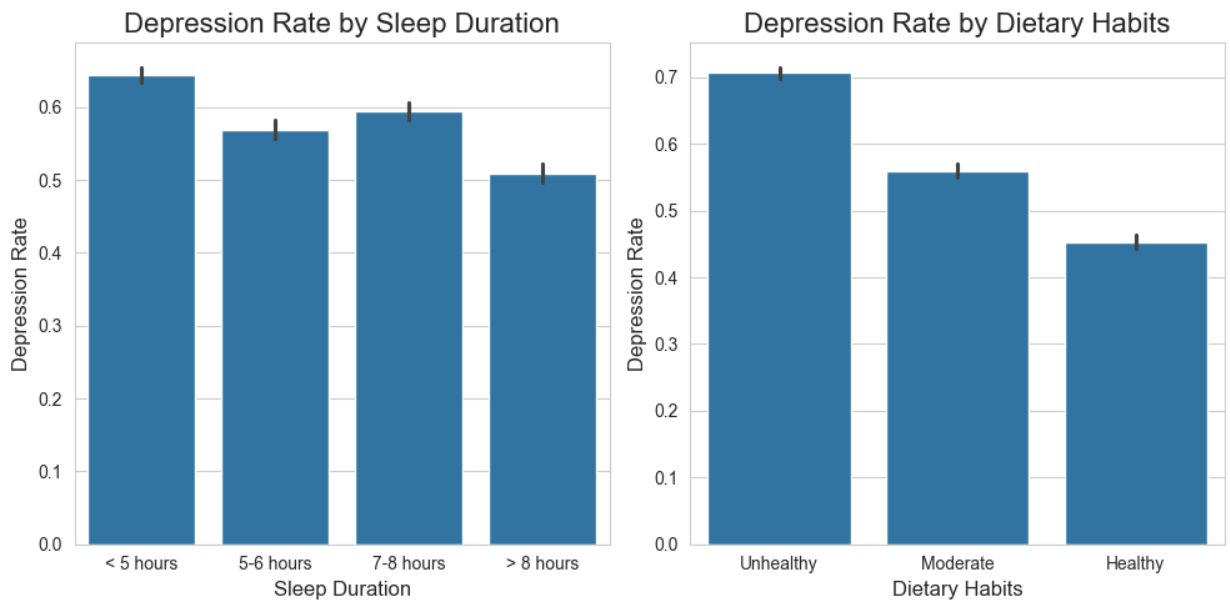 Depression Rate by Sleep Duration
Depression Rate
0.6
0.5
0.4
0.3
0.2
0.1
0.0
< 5 hours 5-6 hours 7-8 hours > 8 hours
Sleep Duration
Depression Rate by Dietary Habits
Depression Rate
0.7
0.6
0.5
0.4
0.3
0.2
0.1
0.0
Unhealthy Moderate Healthy
Dietary Habits